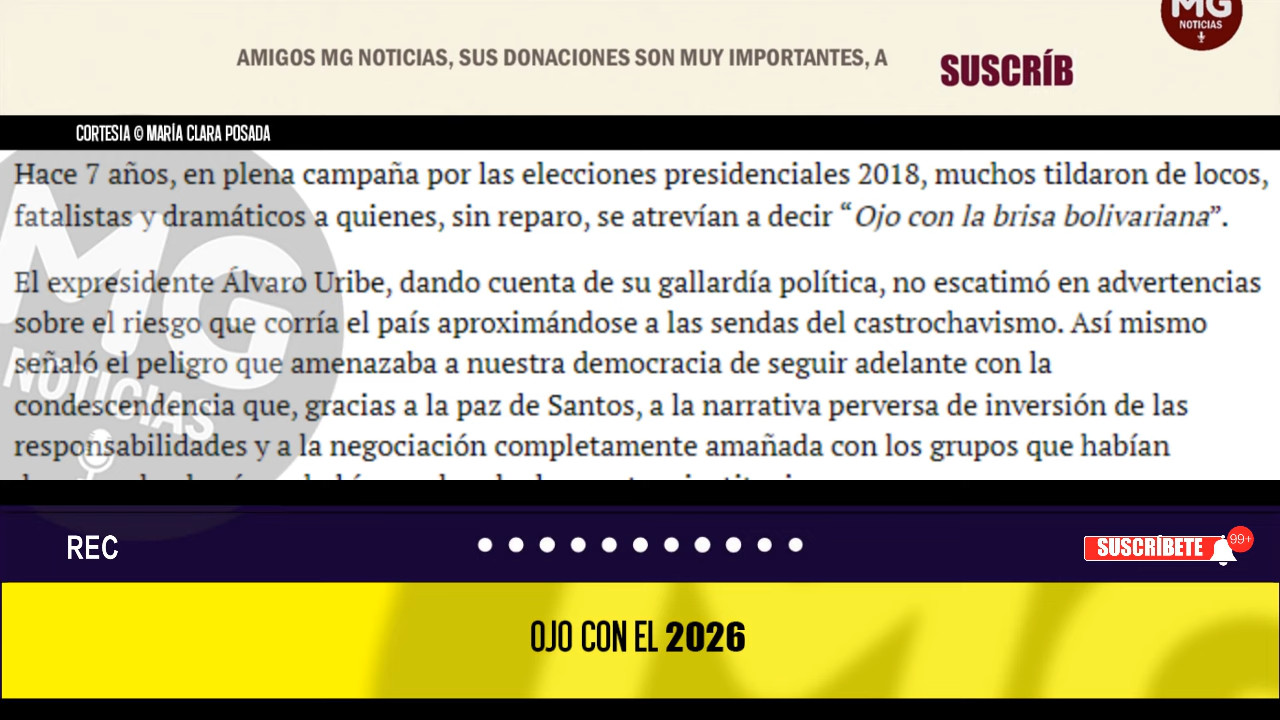 MG
NOTICIAS
AMIGOS MG NOTICIAS, SUS DONACIONES SON MUY IMPORTANTES, A
SUSCRÍB
CORTESIA © MARÍA CLARA POSADA
Hace 7 años, en plena campaña por las elecciones presidenciales 2018, muchos tildaron de locos,
fatalistas y dramáticos a quienes, sin reparo, se atrevían a decir “Ojo con la brisa bolivariana”.
El expresidente Álvaro Uribe, dando cuenta de su gallardía política, no escatimó en advertencias
sobre el riesgo que corría el país aproximándose a las sendas del castrochavismo. Así mismo
señaló el peligro que amenazaba a nuestra democracia de seguir adelante con la
condescendencia que, gracias a la paz de Santos, a la narrativa perversa de inversión de las
responsabilidades y a la negociación completamente amañada con los grupos que habían
MG
NOTICIAS
REC
SUSCRÍBETE
99+
OJO CON EL 2026